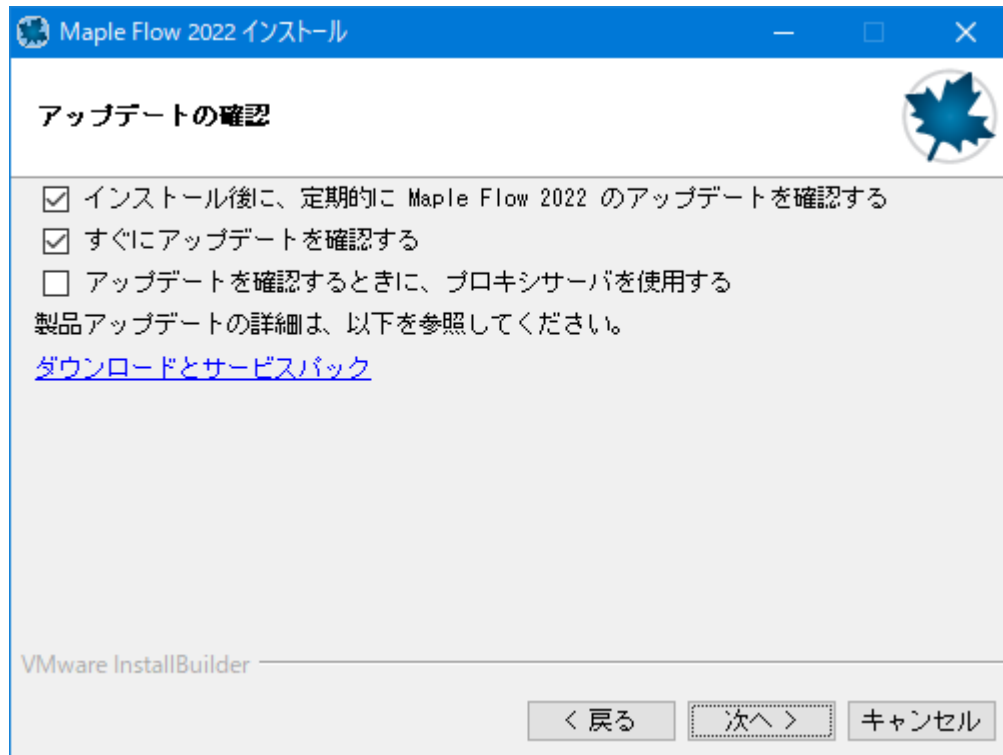 Maple Flow 2022 インストール
アップデートの確認
インストール後に、定期的に Maple Flow 2022 のアップデートを確認する
すぐにアップデートを確認する
アップデートを確認するときに、プロキシサーバを使用する
製品アップデートの詳細は、以下を参照してください。
ダウンロードとサービスパック
VMware InstallBuilder
< 戻る 次へ > キャンセル